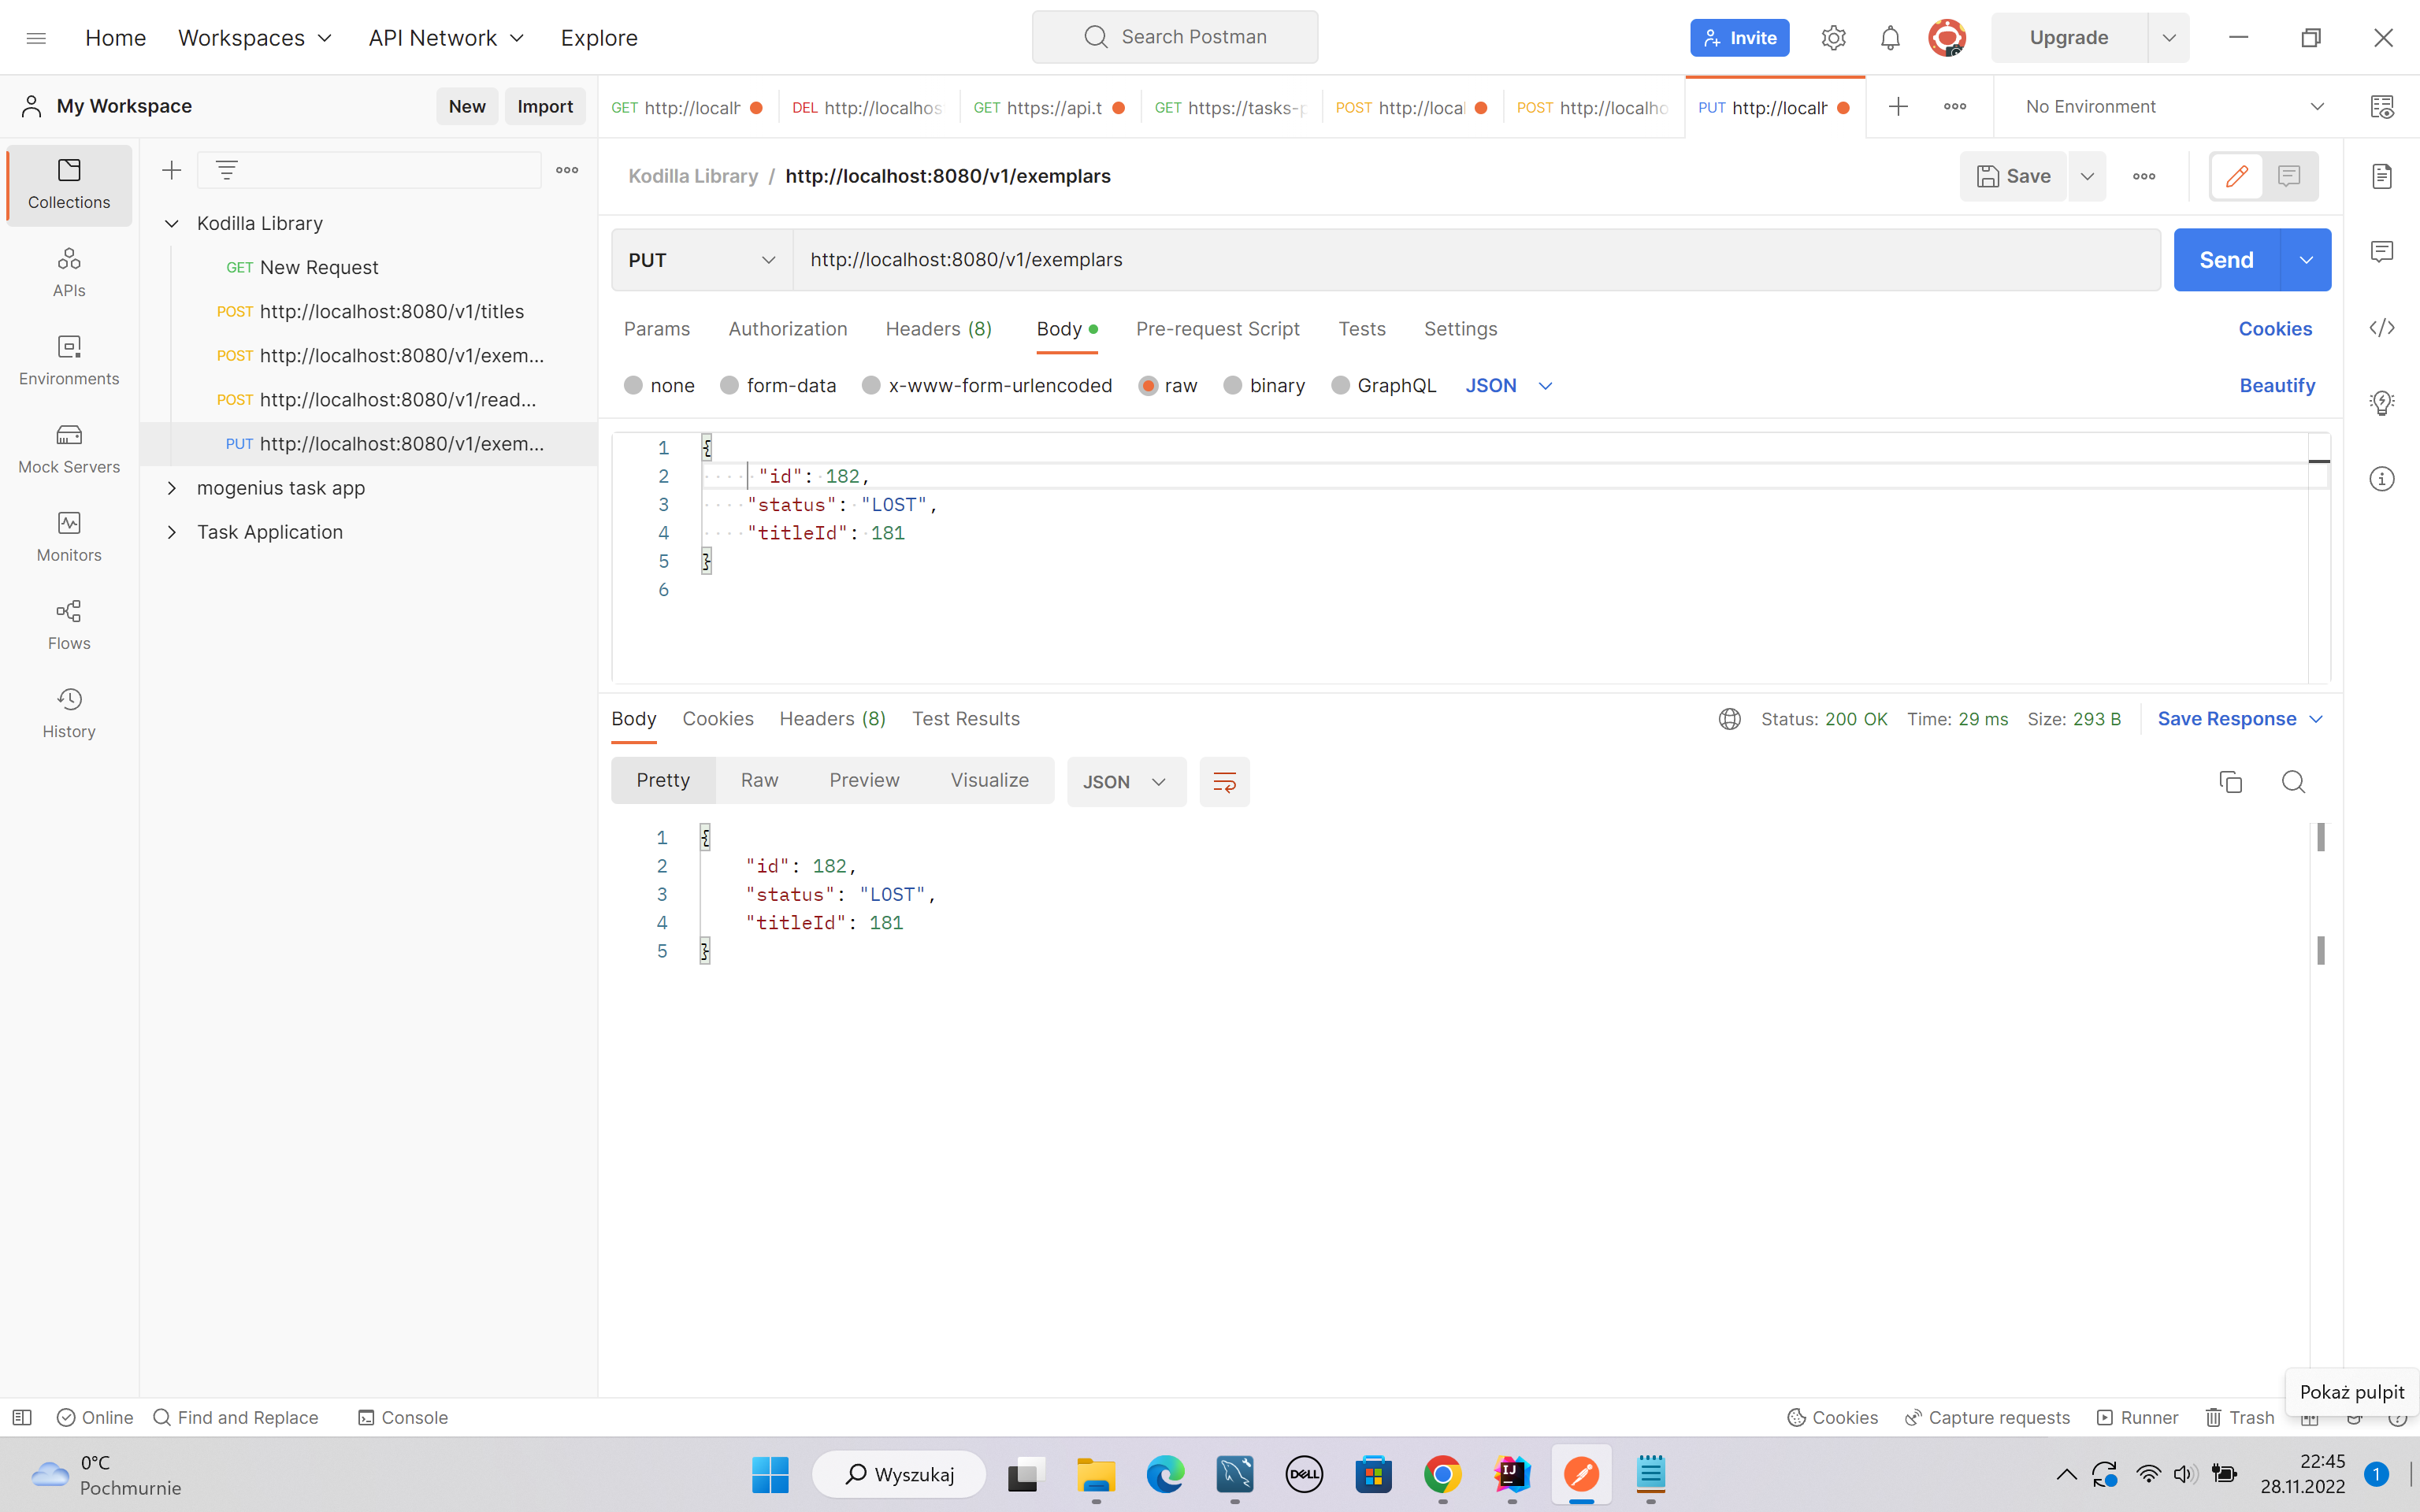 Home Workspaces API Network Explore Search Postman Invite Upgrade
My Workspace New Import GET http://localh DEL http://localhos GET https://api.t GET https://tasks-p POST http://local POST http://localho PUT http://localh No Environment
Collections
APIs
Environments
Mock Servers
Monitors
Flows
History
Kodilla Library
GET New Request
POST http://localhost:8080/v1/titles
POST http://localhost:8080/v1/exem...
POST http://localhost:8080/v1/read...
PUT http://localhost:8080/v1/exem...
mogenius task app
Task Application
Kodilla Library / http://localhost:8080/v1/exemplars Save
PUT http://localhost:8080/v1/exemplars Send
Params Authorization Headers (8) Body Pre-request Script Tests Settings Cookies
none form-data x-www-form-urlencoded raw binary GraphQL JSON Beautify
1 {
2 "id": 182,
3 "status": "LOST",
4 "titleId": 181
5 }
6
Body Cookies Headers (8) Test Results Status: 200 OK Time: 29 ms Size: 293 B Save Response
Pretty Raw Preview Visualize JSON
1 {
2 "id": 182,
3 "status": "LOST",
4 "titleId": 181
5 }
Pokaż pulpit
Online Find and Replace Console Cookies Capture requests Runner Trash
0°C
Pochmurnie
Wyszukaj
DELL
IJ
22:45
28.11.2022
1